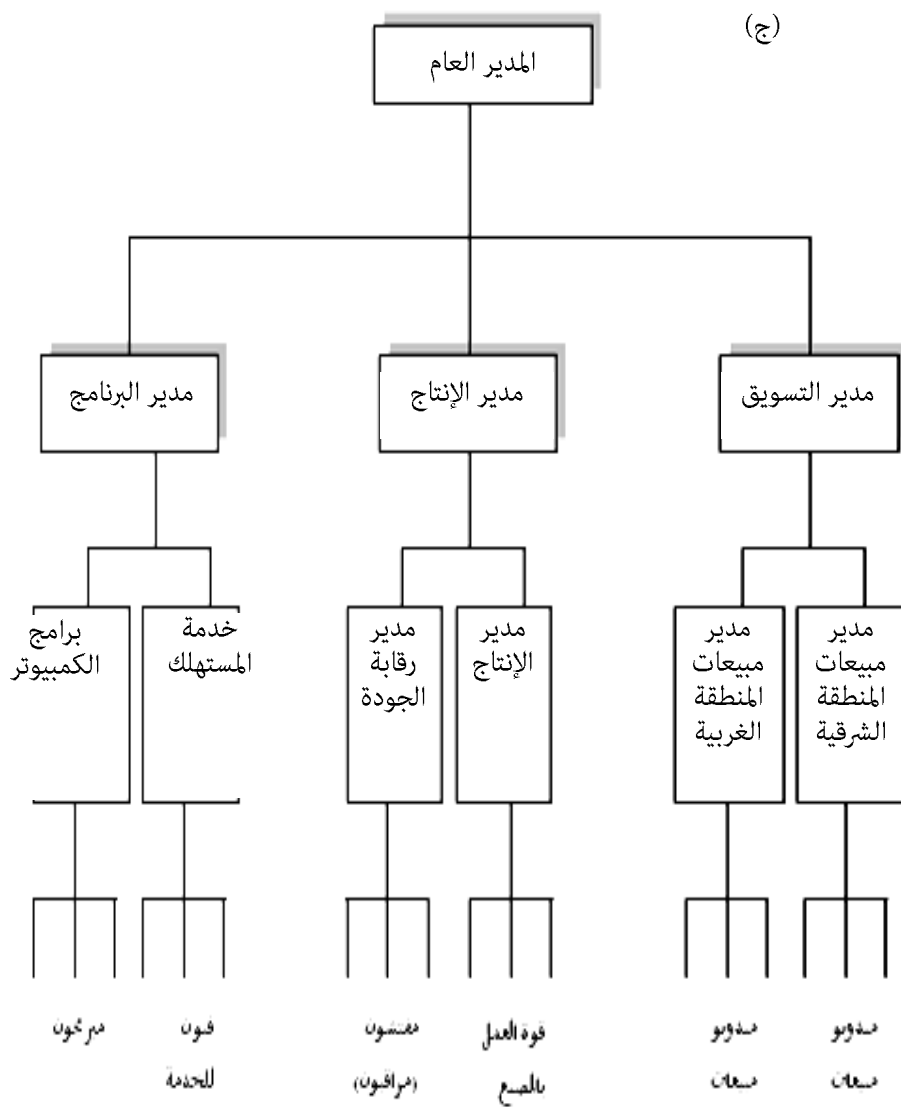 (ج)
المدير العام
مدير التسويق
مدير الإنتاج
مدير البرنامج
مدير
مبيعات
المنطقة
الشرقية
مدير
مبيعات
المنطقة
الغربية
مدير
الإنتاج
مدير
رقابة
الجودة
خدمة
المستهلك
برامج
الكمبيوتر
مندوبو
مبيعات
مندوبو
مبيعات
قوة العمل
بالمصنع
مفتشون
(مراقبون)
فنيون
للخدمة
مبرمجون